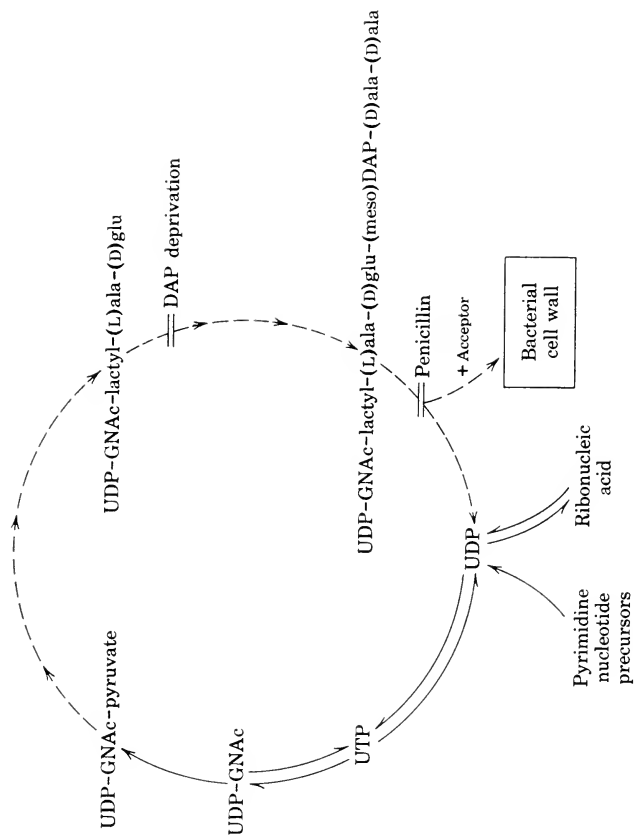 UDP-GNAc-pyruvate
UDP-GNAc-lactyl-(L)ala-(D)glu
DAP deprivation
UDP-GNAc
UTP
UDP-GNAc-lactyl-(L)ala-(D)glu-(meso)DAP-(D)ala-(D)ala
Penicillin
+ Acceptor
UDP
Bacterial
cell wall
Pyrimidine
nucleotide
precursors
Ribonucleic
acid